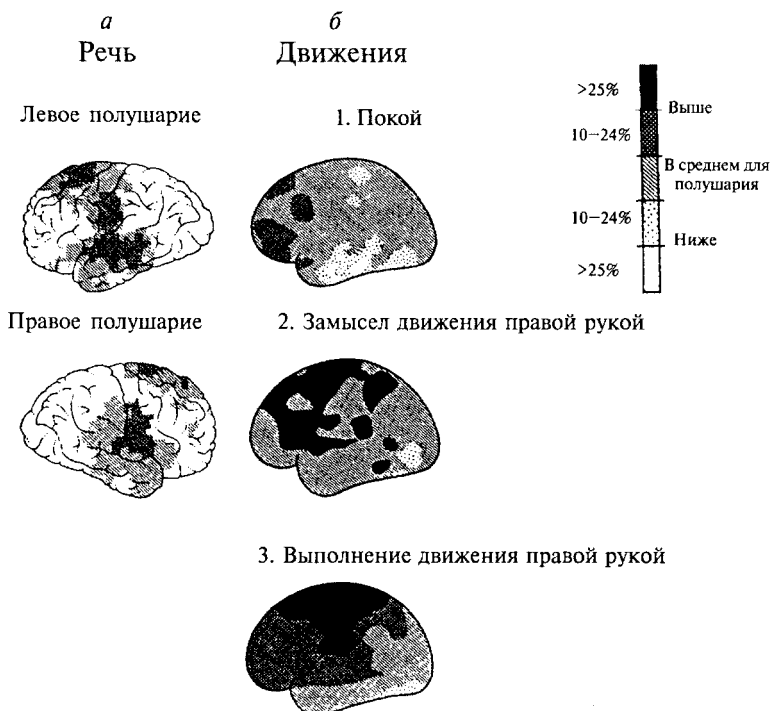 а
Речь
б
Движения
Левое полушарие
1. Покой
>25%
Выше
10—24%
В среднем для
полушария
10—24%
Ниже
>25%
Правое полушарие
2. Замысел движения правой рукой
3. Выполнение движения правой рукой